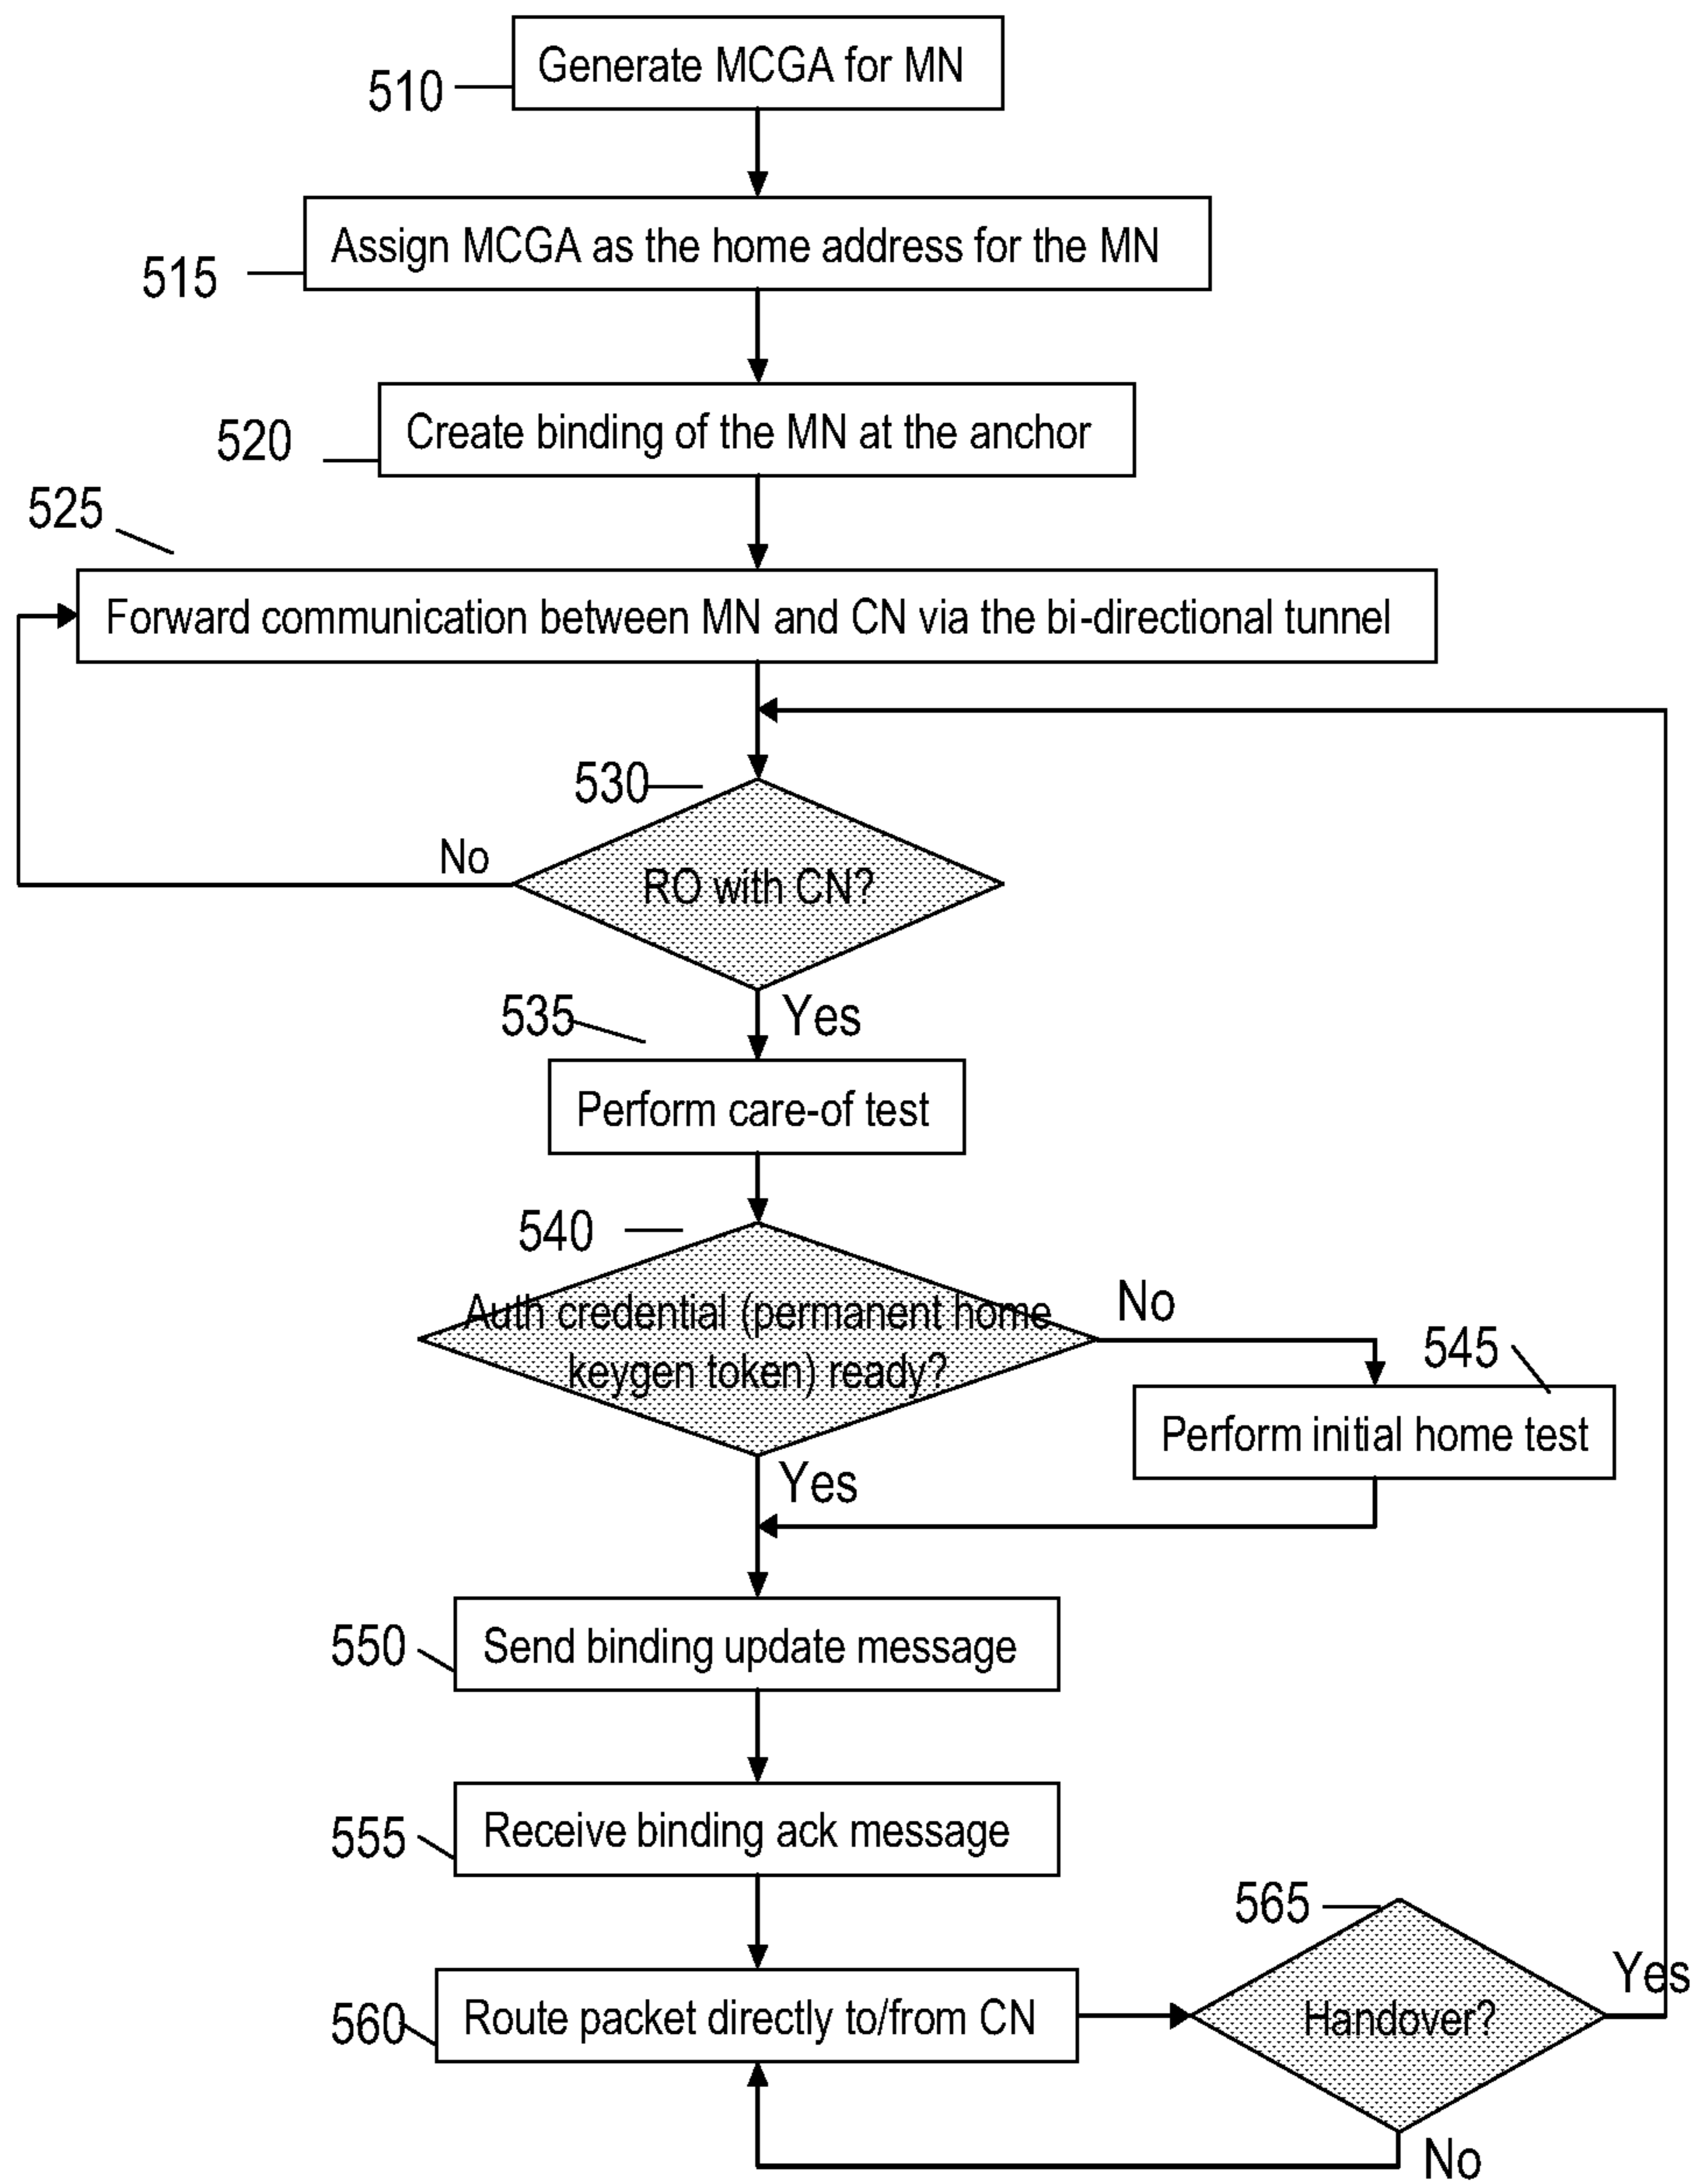 Generate MCGA for MN
510
Assign MCGA as the home address for the MN
515
Create binding of the MN at the anchor
520
525
Forward communication between MN and CN via the bi-directional tunnel
530
No
RO with CN?
535
Yes
Perform care-of test
540
No
Auth credential (permanent home
keygen token) ready?
545
Perform initial home test
Yes
550
Send binding update message
555
Receive binding ack message
565
Yes
560
Route packet directly to/from CN
Handover?
No